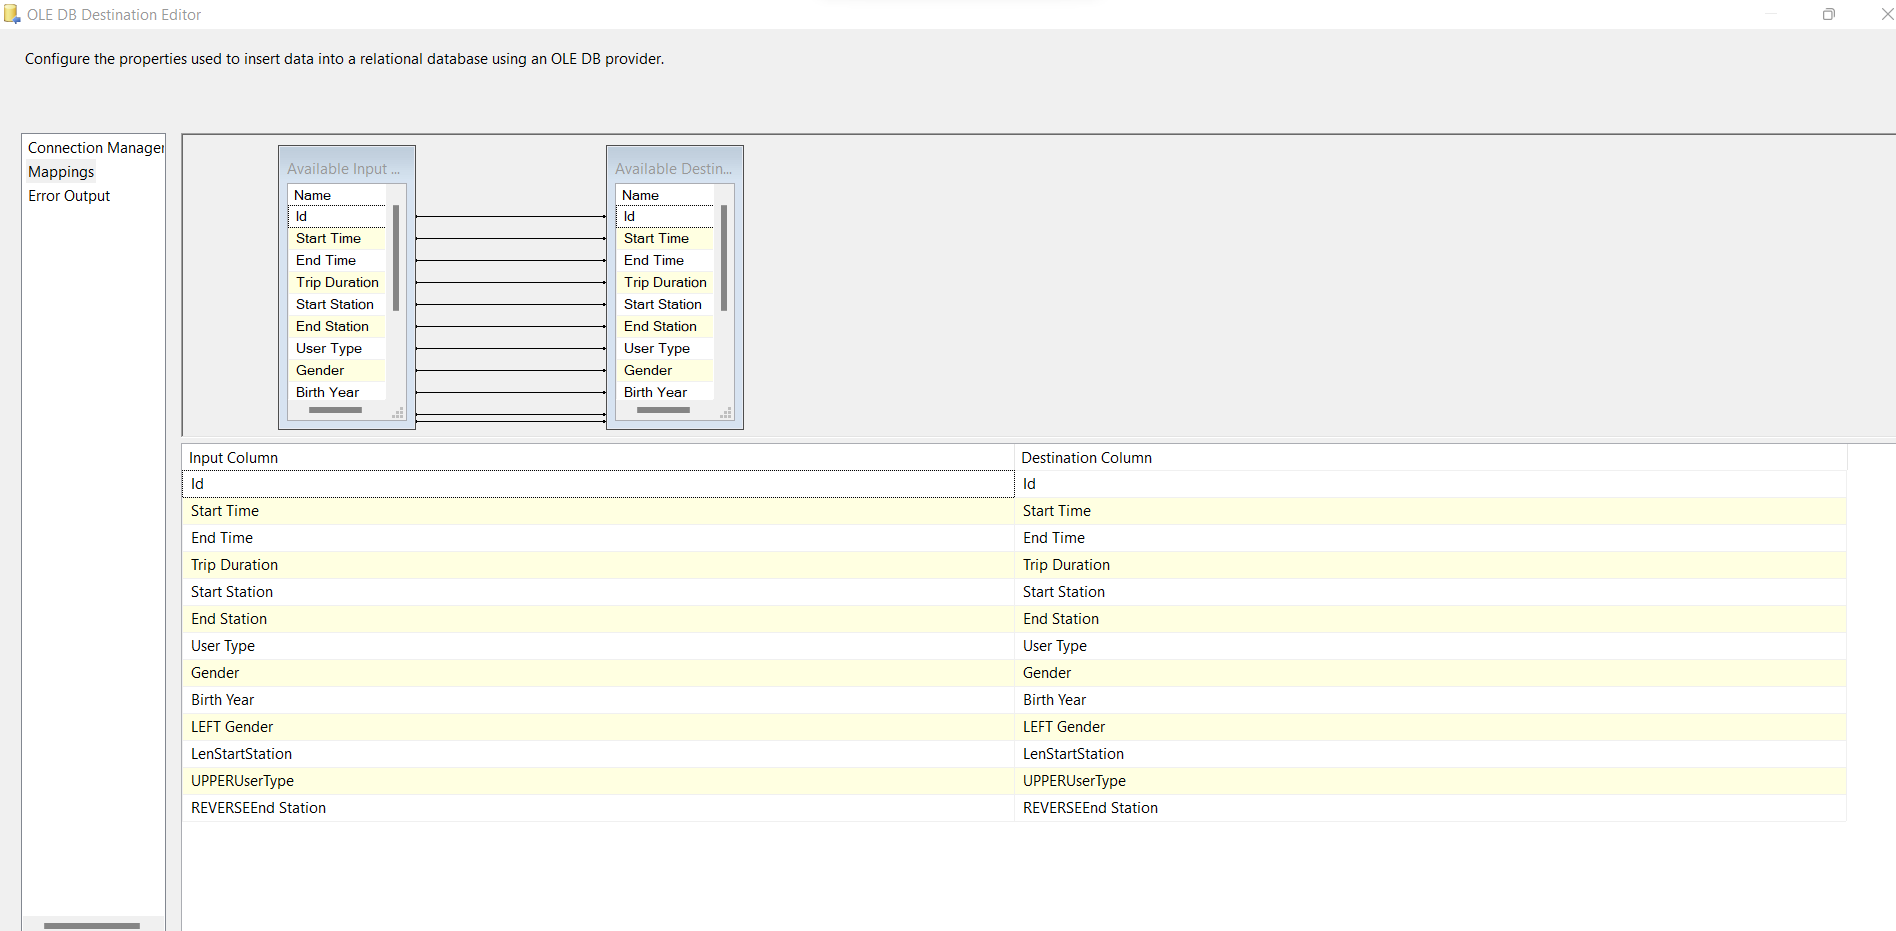 OLE DB Destination Editor
Configure the properties used to insert data into a relational database using an OLE DB provider.
Connection Manager
Mappings
Error Output
Available Input ...
Name
Id
Start Time
End Time
Trip Duration
Start Station
End Station
User Type
Gender
Birth Year
Available Destin...
Name
Id
Start Time
End Time
Trip Duration
Start Station
End Station
User Type
Gender
Birth Year
Input Column Destination Column
Id Id
Start Time Start Time
End Time End Time
Trip Duration Trip Duration
Start Station Start Station
End Station End Station
User Type User Type
Gender Gender
Birth Year Birth Year
LEFT Gender LEFT Gender
LenStartStation LenStartStation
UPPERUserType UPPERUserType
REVERSEEnd Station REVERSEEnd Station